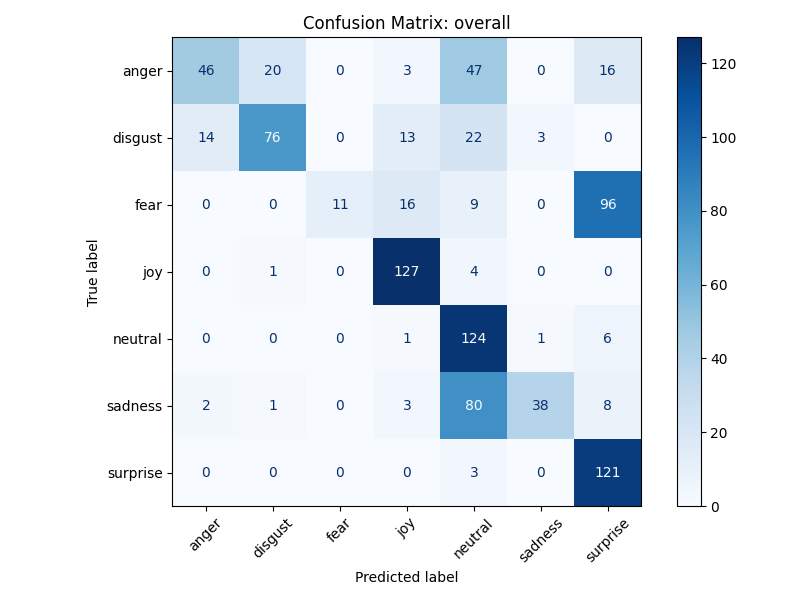 Confusion Matrix: overall
anger 46 20 0 3 47 0 16
disgust 14 76 0 13 22 3 0
fear 0 0 11 16 9 0 96
joy 0 1 0 127 4 0 0
neutral 0 0 0 1 124 1 6
sadness 2 1 0 3 80 38 8
surprise 0 0 0 0 3 0 121
anger disgust fear joy neutral sadness surprise
Predicted label
True label
120
100
80
60
40
20
0